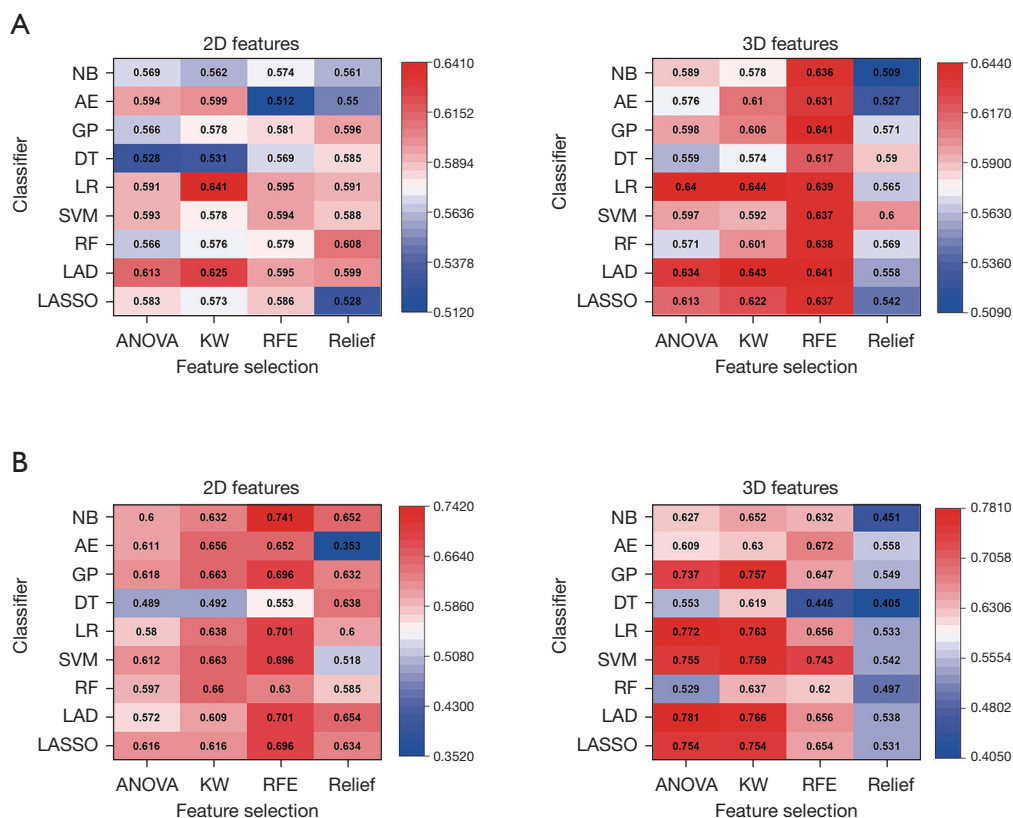 A
2D features
Classifier
NB 0.569 0.562 0.574 0.561
AE 0.594 0.599 0.512 0.55
GP 0.566 0.578 0.581 0.596
DT 0.528 0.531 0.569 0.585
LR 0.591 0.641 0.595 0.591
SVM 0.593 0.578 0.594 0.588
RF 0.566 0.576 0.579 0.608
LAD 0.613 0.625 0.595 0.599
LASSO 0.583 0.573 0.586 0.528
ANOVA KW RFE Relief
Feature selection
0.6410
0.6152
0.5894
0.5636
0.5378
0.5120
3D features
Classifier
NB 0.589 0.578 0.636 0.509
AE 0.576 0.61 0.631 0.527
GP 0.598 0.606 0.641 0.571
DT 0.559 0.574 0.617 0.59
LR 0.64 0.644 0.639 0.565
SVM 0.597 0.592 0.637 0.6
RF 0.571 0.601 0.638 0.569
LAD 0.634 0.643 0.641 0.558
LASSO 0.613 0.622 0.637 0.542
ANOVA KW RFE Relief
Feature selection
0.6440
0.6170
0.5900
0.5630
0.5360
0.5090
B
2D features
Classifier
NB 0.6 0.632 0.741 0.652
AE 0.611 0.656 0.652 0.353
GP 0.618 0.663 0.696 0.632
DT 0.489 0.492 0.553 0.638
LR 0.58 0.638 0.701 0.6
SVM 0.612 0.663 0.696 0.518
RF 0.597 0.66 0.63 0.585
LAD 0.572 0.609 0.701 0.654
LASSO 0.616 0.616 0.696 0.634
ANOVA KW RFE Relief
Feature selection
0.7420
0.6640
0.5860
0.5080
0.4300
0.3520
3D features
Classifier
NB 0.627 0.652 0.632 0.451
AE 0.609 0.63 0.672 0.558
GP 0.737 0.757 0.647 0.549
DT 0.553 0.619 0.446 0.405
LR 0.772 0.763 0.656 0.533
SVM 0.755 0.759 0.743 0.542
RF 0.529 0.637 0.62 0.497
LAD 0.781 0.766 0.656 0.538
LASSO 0.754 0.754 0.654 0.531
ANOVA KW RFE Relief
Feature selection
0.7810
0.7058
0.6306
0.5554
0.4802
0.4050